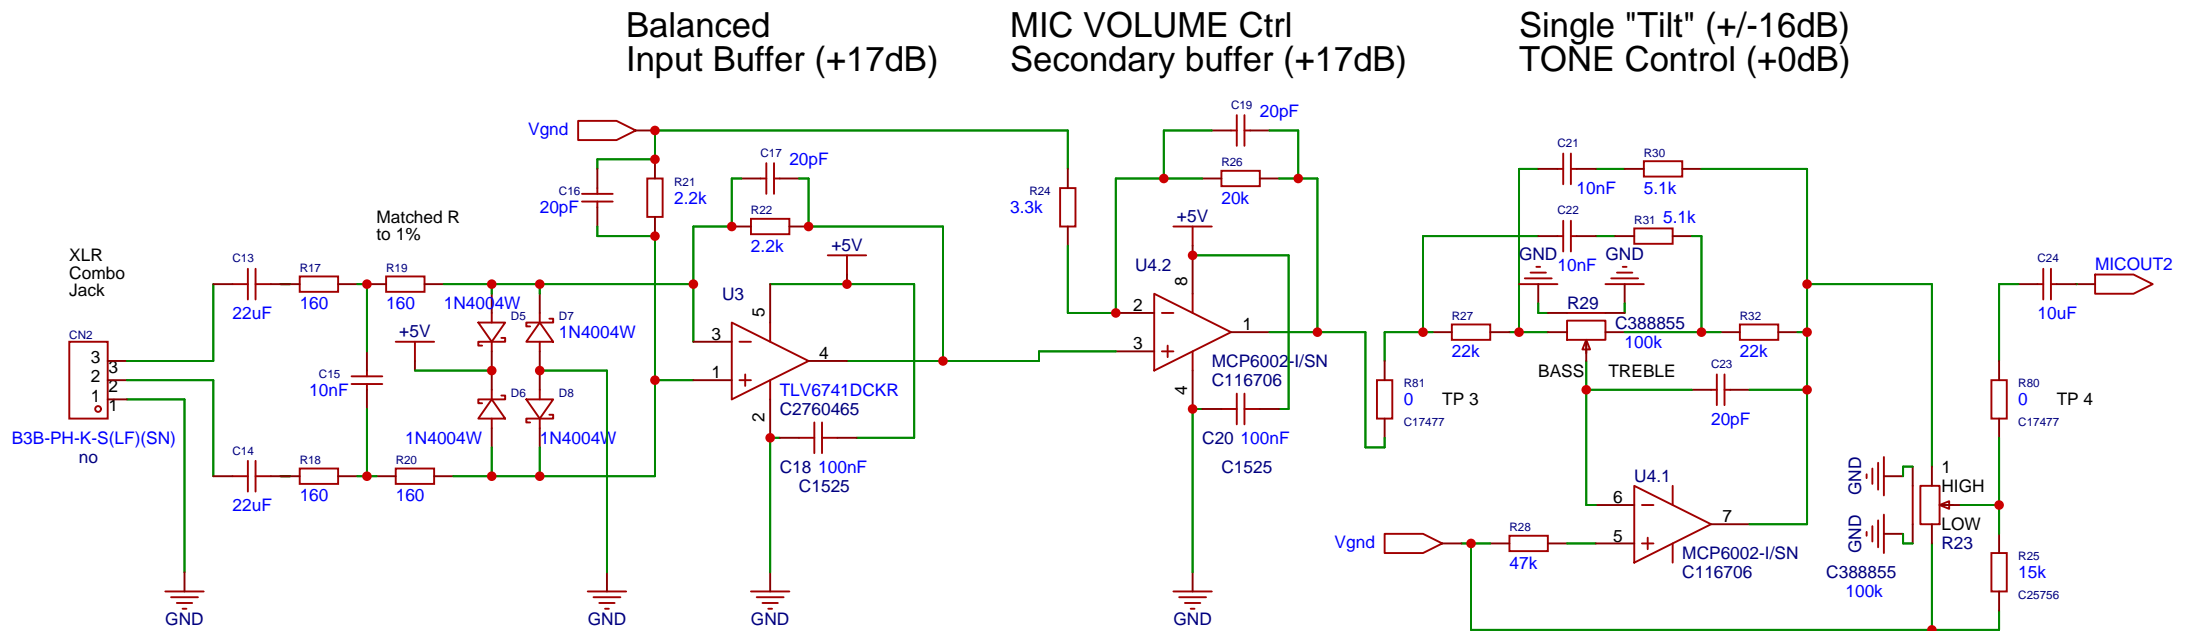 Balanced
Input Buffer (+17dB)
MIC VOLUME Ctrl
Secondary buffer (+17dB)
Single "Tilt" (+/-16dB)
TONE Control (+0dB)
XLR
Combo
Jack
CN2
3
2
1
3
2
1
B3B-PH-K-S(LF)(SN)
no
GND
C13
22uF
R17
160
C14
22uF
R18
160
C15
10nF
Matched R
to 1%
R19
160
R20
160
+5V
1N4004W
D5
D7
1N4004W
D6
1N4004W
D8
1N4004W
GND
Vgnd
C16
20pF
R21
2.2k
C17
20pF
R22
2.2k
+5V
U3
5
3
1
4
2
TLV6741DCKR
C2760465
C18
100nF
C1525
GND
R24
3.3k
C19
20pF
R26
20k
+5V
U4.2
8
2
3
1
4
MCP6002-I/SN
C116706
C20
100nF
C1525
GND
R81
0
C17477
TP 3
C21
10nF
R30
5.1k
C22
10nF
R31
5.1k
GND
GND
R27
22k
R29
C388855
100k
R32
22k
BASS
TREBLE
C23
20pF
U4.1
6
5
7
MCP6002-I/SN
C116706
Vgnd
R28
47k
GND
GND
1
HIGH
LOW
R23
C388855
100k
C24
10uF
MICOUT2
R80
0
C17477
TP 4
R25
15k
C25756